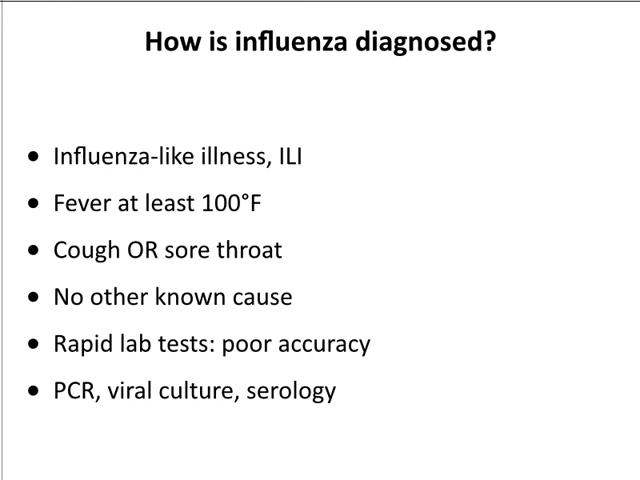 How is influenza diagnosed?
• Influenza-like illness, ILI
• Fever at least 100°F
• Cough OR sore throat
• No other known cause
• Rapid lab tests: poor accuracy
• PCR, viral culture, serology